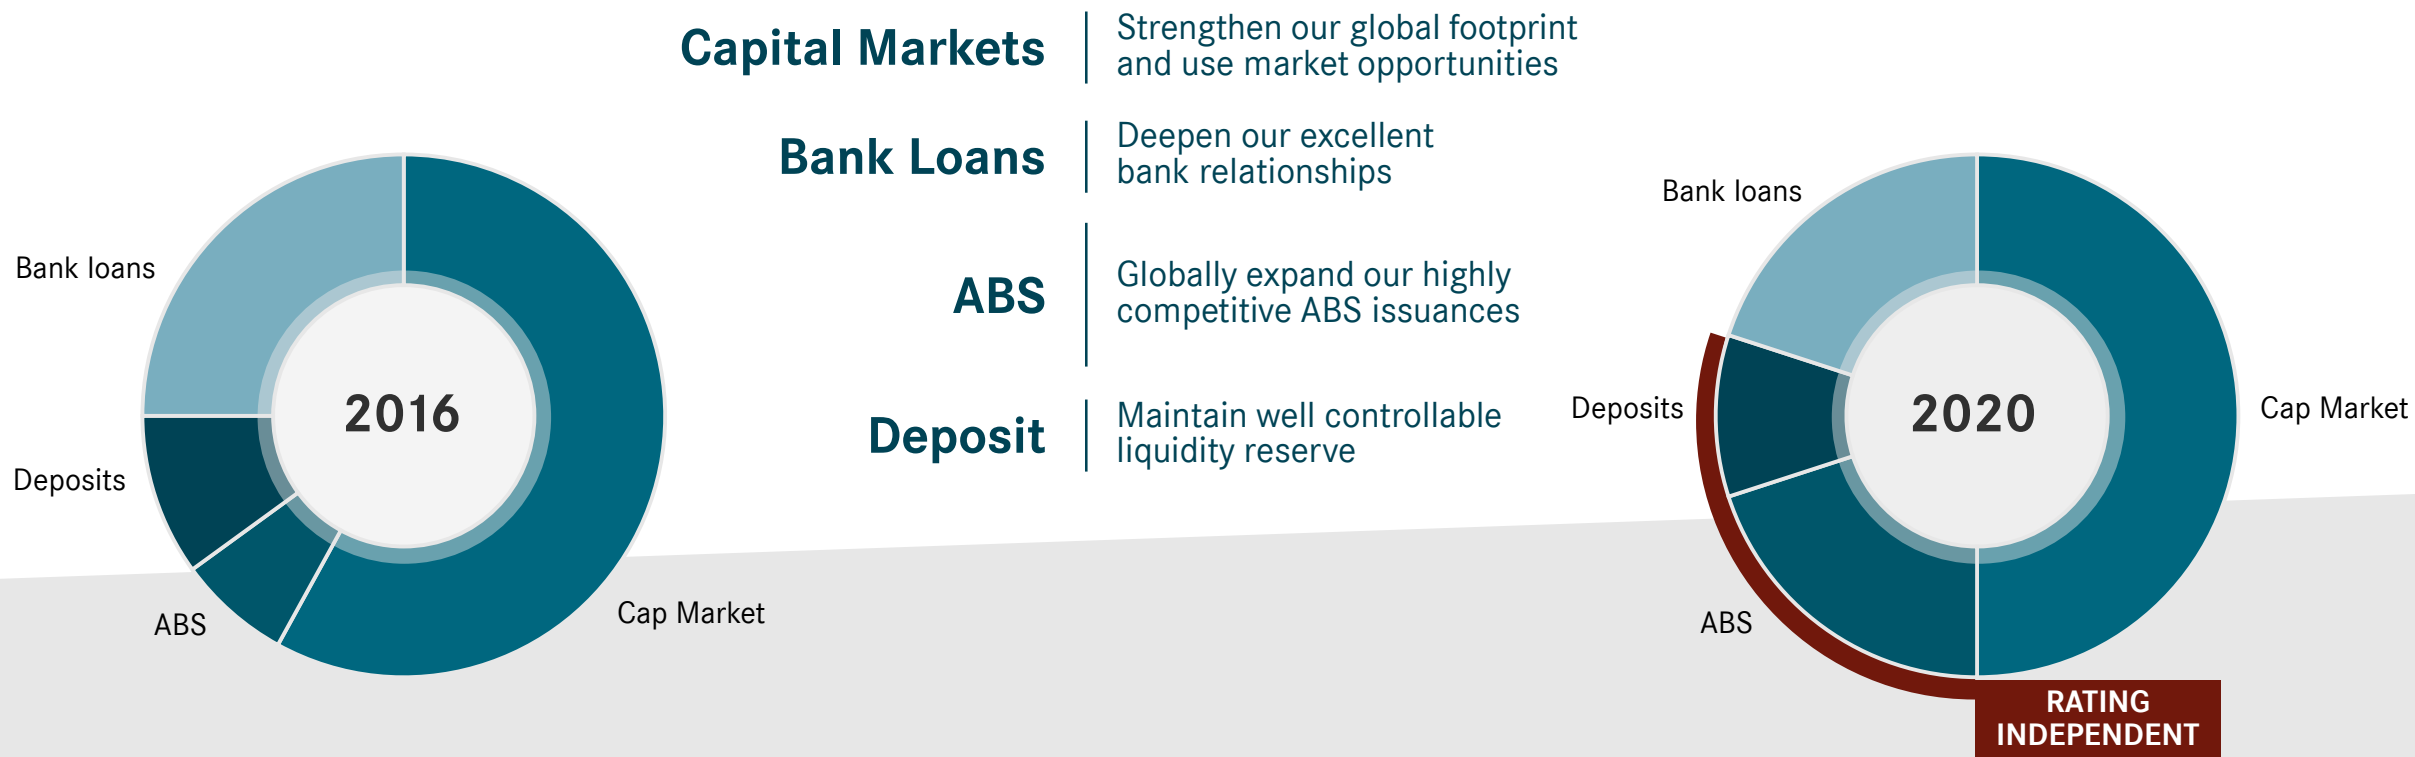 Capital Markets
Strengthen our global footprint
and use market opportunities
Bank Loans
Deepen our excellent
bank relationships
ABS
Globally expand our highly
competitive ABS issuances
Deposit
Maintain well controllable
liquidity reserve
Bank loans
Deposits
ABS
Cap Market
2016
Bank loans
Deposits
ABS
Cap Market
2020
RATING
INDEPENDENT